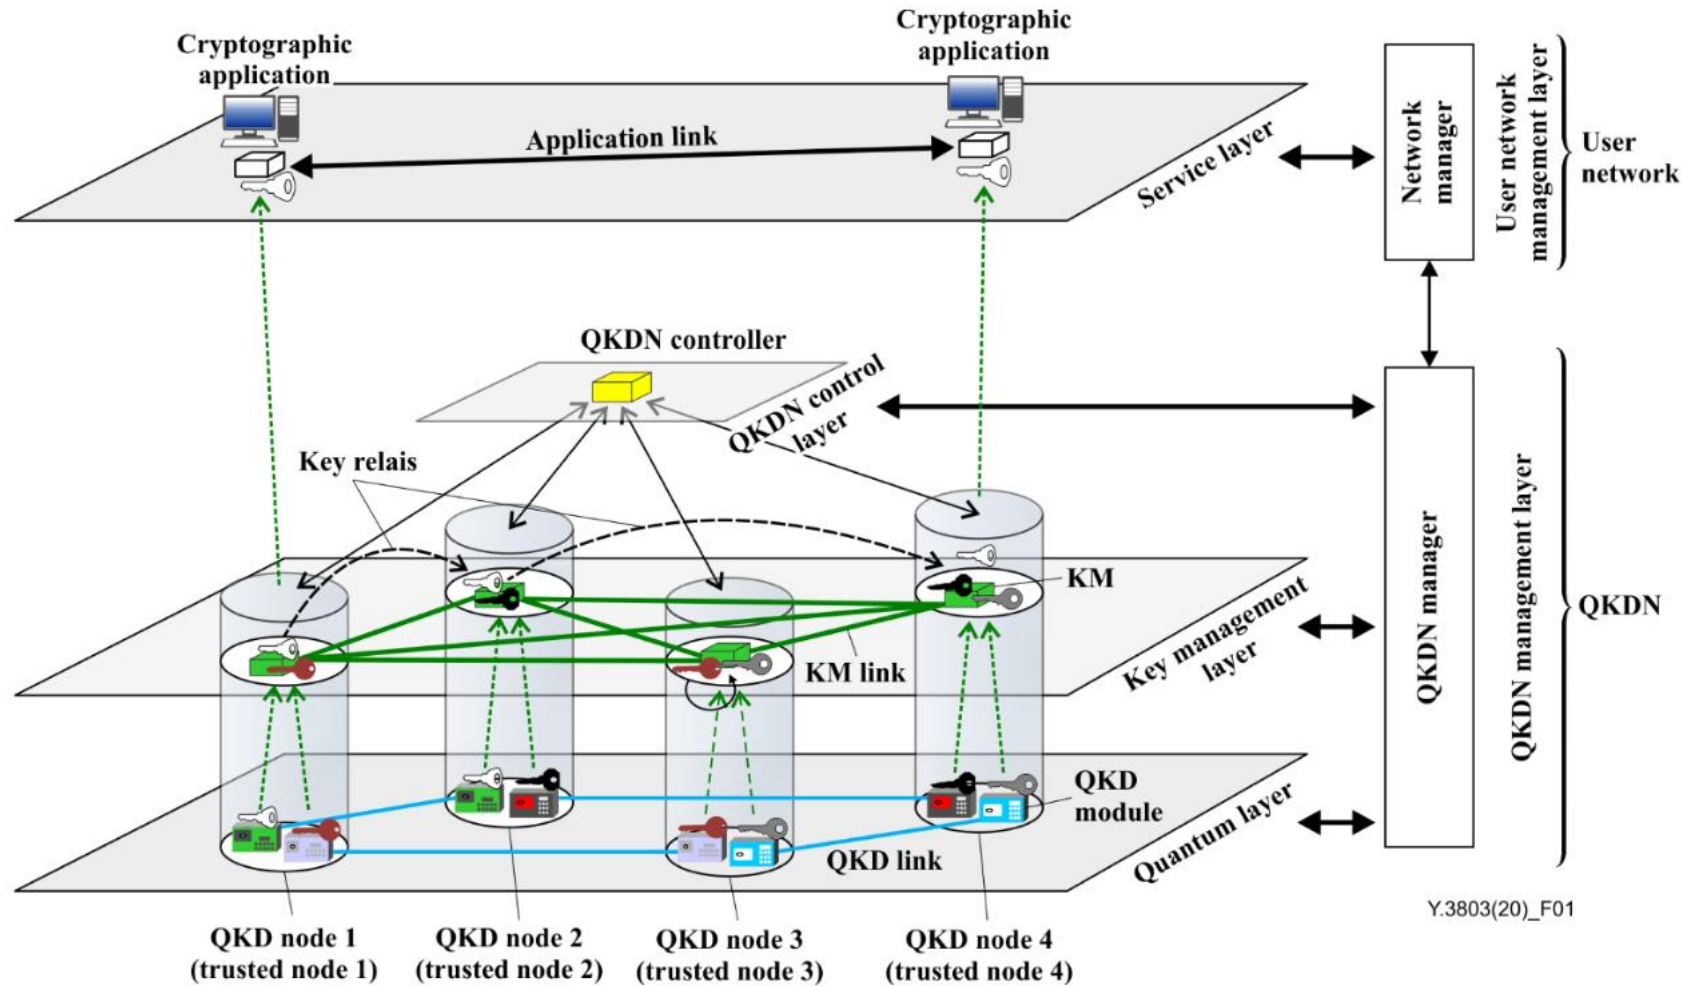 Cryptographic
application
Cryptographic
application
Application link
Service layer
Network
manager
User network
management layer
User
network
QKDN controller
QKDN control
layer
Key relais
KM
KM link
Key management
layer
QKDN manager
QKDN management layer
QKDN
QKD
module
QKD link
Quantum layer
QKD node 1
(trusted node 1)
QKD node 2
(trusted node 2)
QKD node 3
(trusted node 3)
QKD node 4
(trusted node 4)
Y.3803(20)_F01